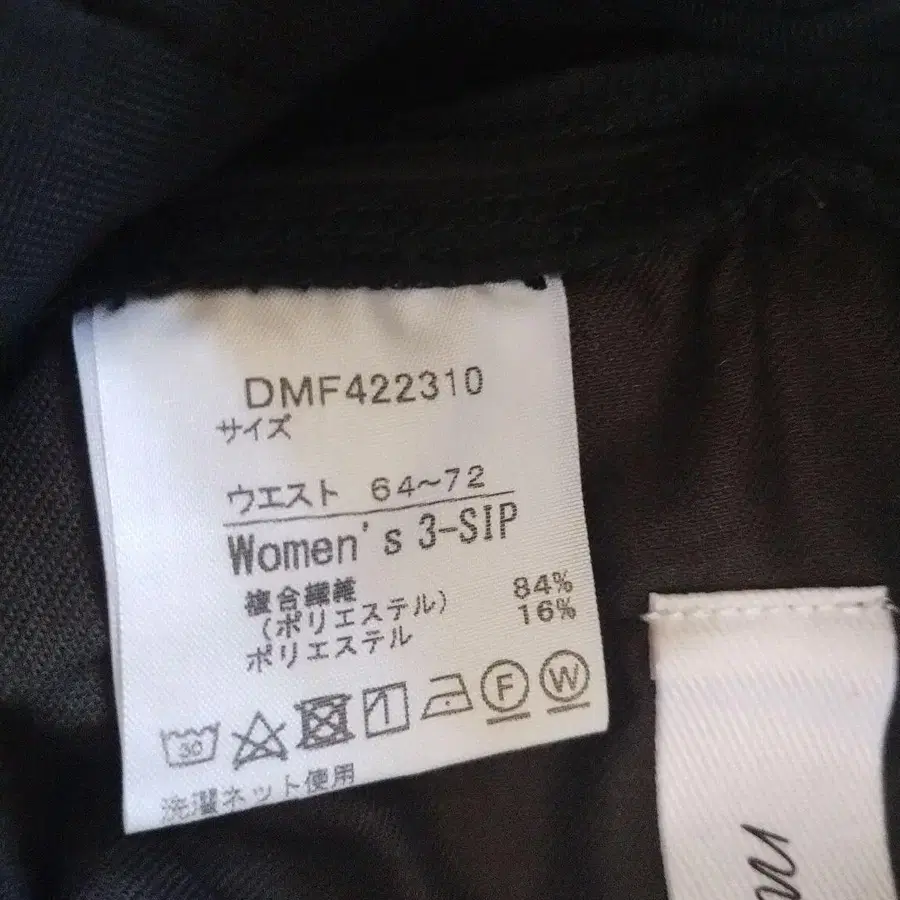 DMF422310
サイズ
ウエスト 64~72
Women's 3-SIP
複合繊維 84%
(ポリエステル) 16%
ポリエステル
30
F W
洗濯ネット使用